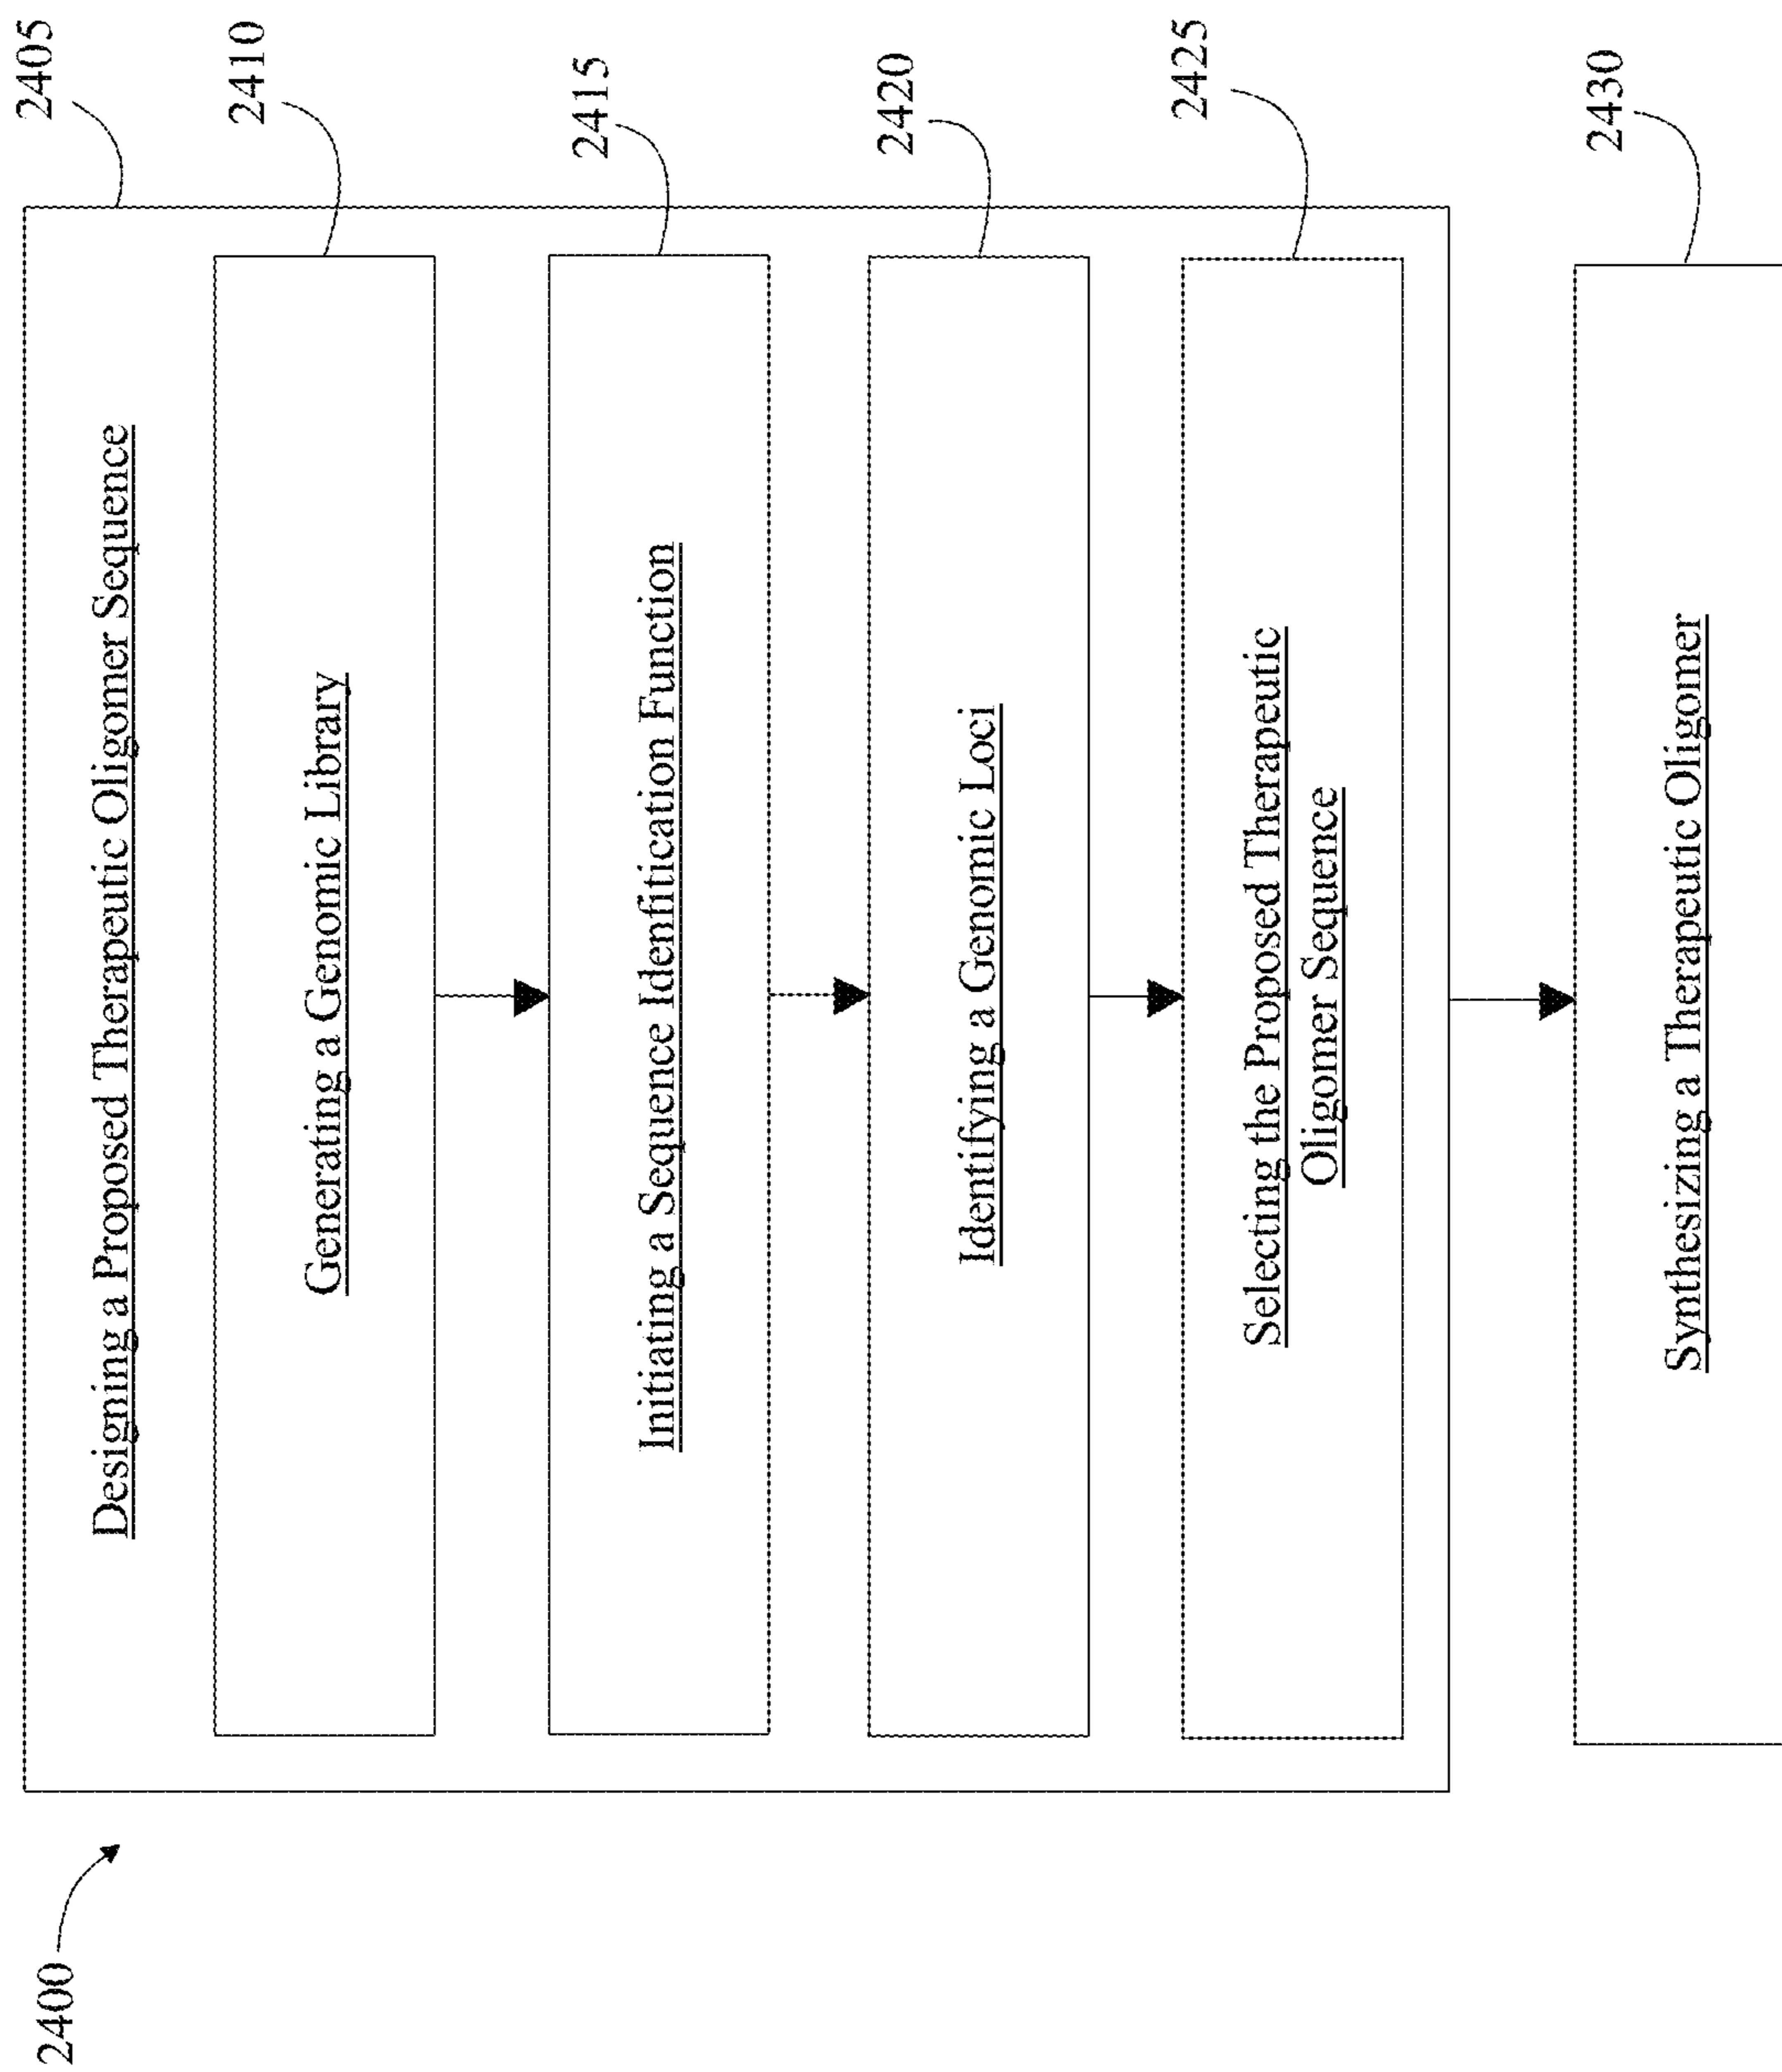 2400
2405
Designing a Proposed Therapeutic Oligomer Sequence
2410
Generating a Genomic Library
2415
Initiating a Sequence Idenfitication Function
2420
Identifying a Genomic Loci
2425
Selecting the Proposed Therapeutic
Oligomer Sequence
2430
Synthesizing a Therapeutic Oligomer